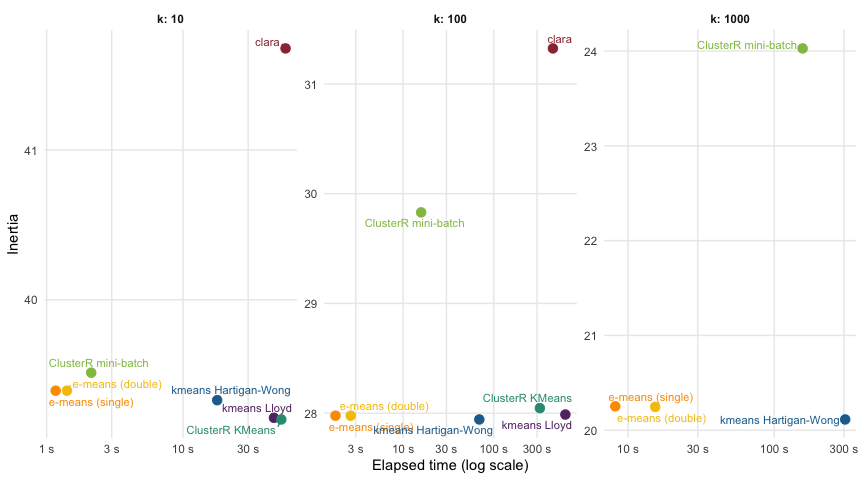 k: 10
k: 100
k: 1000
Inertia
41
40
clara
ClusterR mini-batch
e-means (double)
e-means (single)
kmeans Hartigan-Wong
kmeans Lloyd
ClusterR KMeans
1 s
3 s
10 s
30 s
31
30
29
28
clara
ClusterR mini-batch
e-means (double)
e-means (single)
kmeans Hartigan-Wong
ClusterR KMeans
kmeans Lloyd
3 s
10 s
30 s
100 s
300 s
24
23
22
21
20
ClusterR mini-batch
e-means (single)
e-means (double)
kmeans Hartigan-Wong
10 s
30 s
100 s
300 s
Elapsed time (log scale)